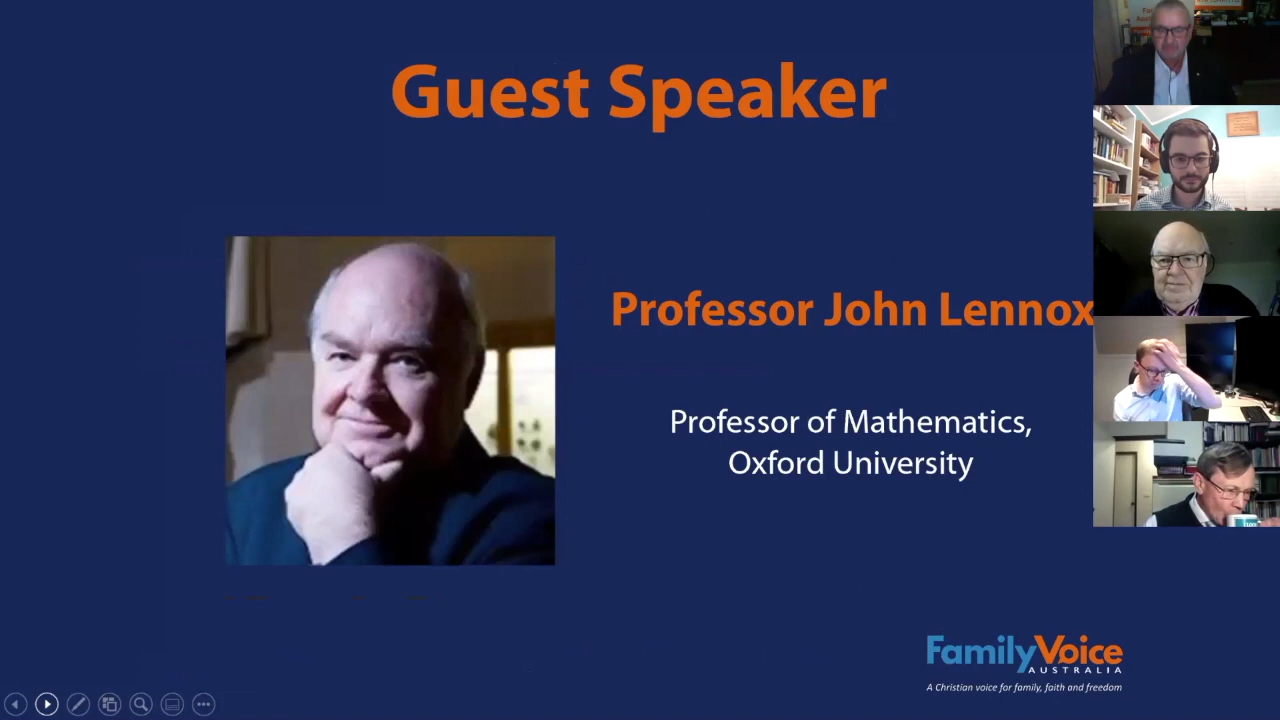 Guest Speaker
Professor John Lennox
Professor of Mathematics,
Oxford University
FamilyVoice
AUSTRALIA
A Christian voice for family, faith and freedom